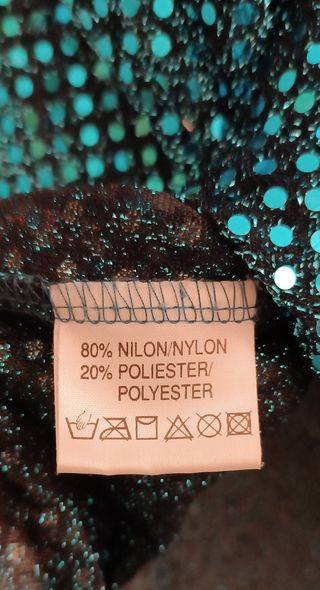 80% NILON/NYLON
20% POLIESTER/
POLYESTER